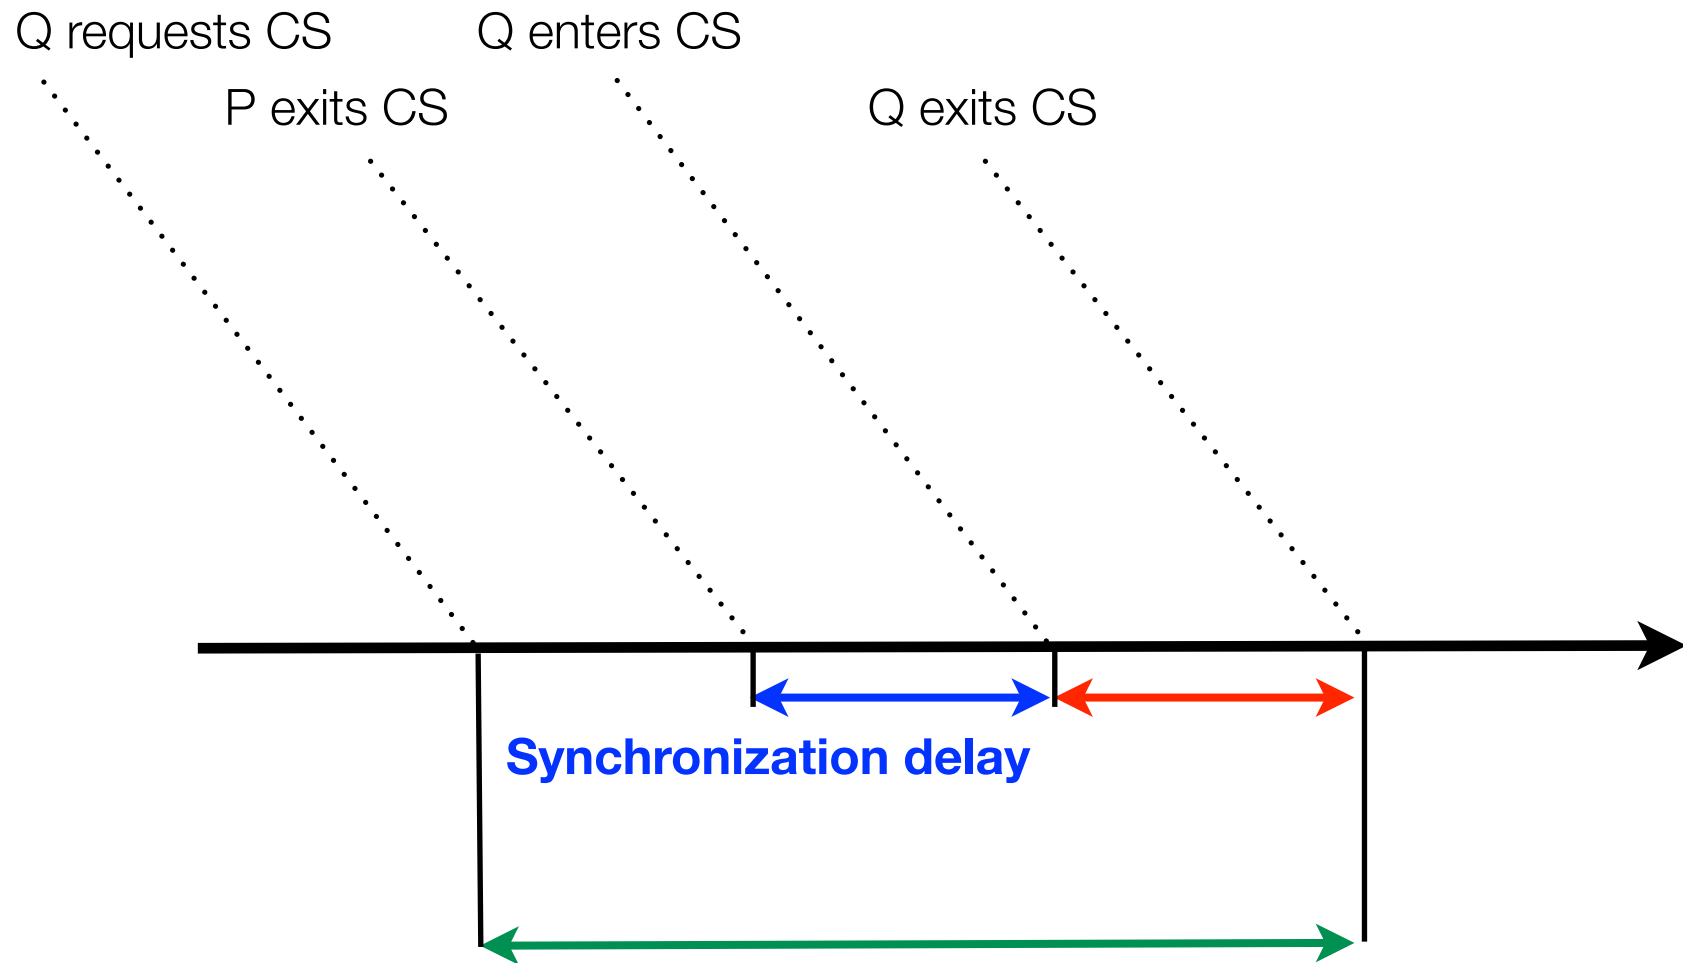 Q requests CS
Q enters CS
P exits CS
Q exits CS
Synchronization delay